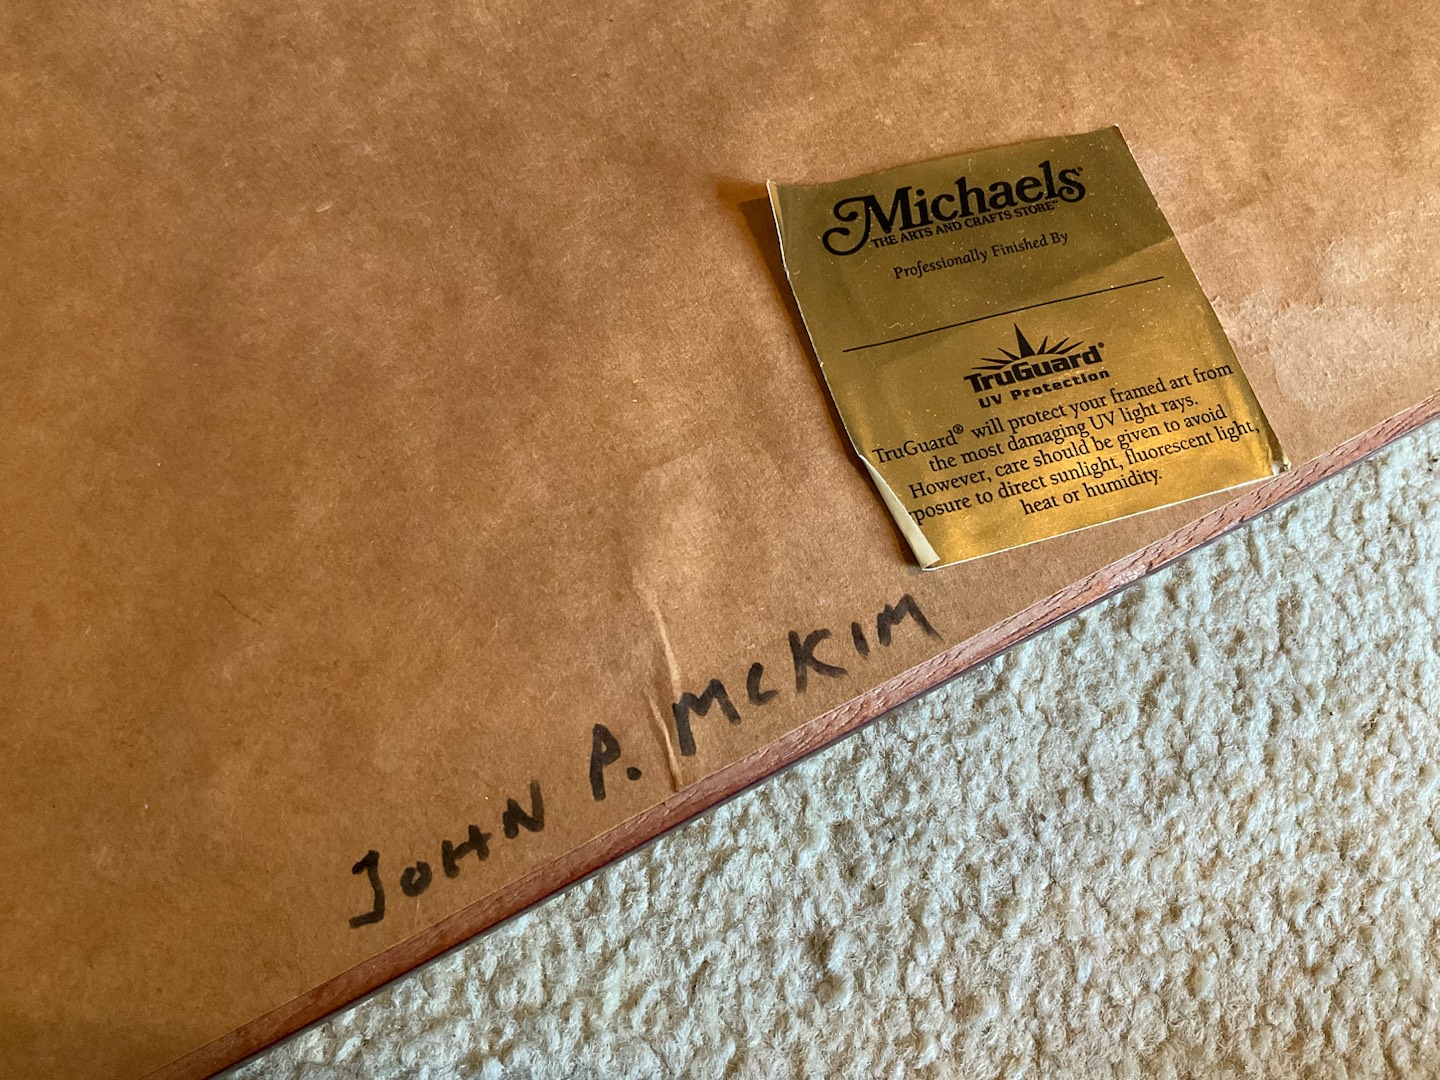 Michaels®
THE ARTS AND CRAFTS STORE™
Professionally Finished By
TruGuard®
UV Protection
TruGuard® will protect your framed art from
the most damaging UV light rays.
However, care should be given to avoid
posure to direct sunlight, fluorescent light,
heat or humidity.
JOHN P. MCKIM